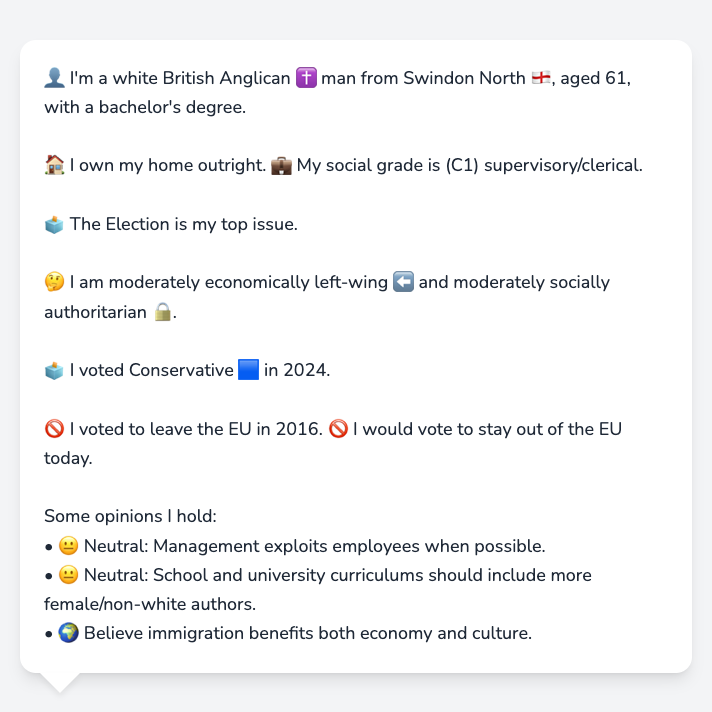 👤 I'm a white British Anglican ✝️ man from Swindon North 🏴󠁧󠁢󠁥󠁮󠁧󠁿, aged 61,
with a bachelor's degree.
🏠 I own my home outright. 💼 My social grade is (C1) supervisory/clerical.
🗳️ The Election is my top issue.
🤔 I am moderately economically left-wing ⬅️ and moderately socially
authoritarian 🔒.
🗳️ I voted Conservative 🟦 in 2024.
🚫 I voted to leave the EU in 2016. 🚫 I would vote to stay out of the EU
today.
Some opinions I hold:
• 😐 Neutral: Management exploits employees when possible.
• 😐 Neutral: School and university curriculums should include more
female/non-white authors.
• 🌍 Believe immigration benefits both economy and culture.